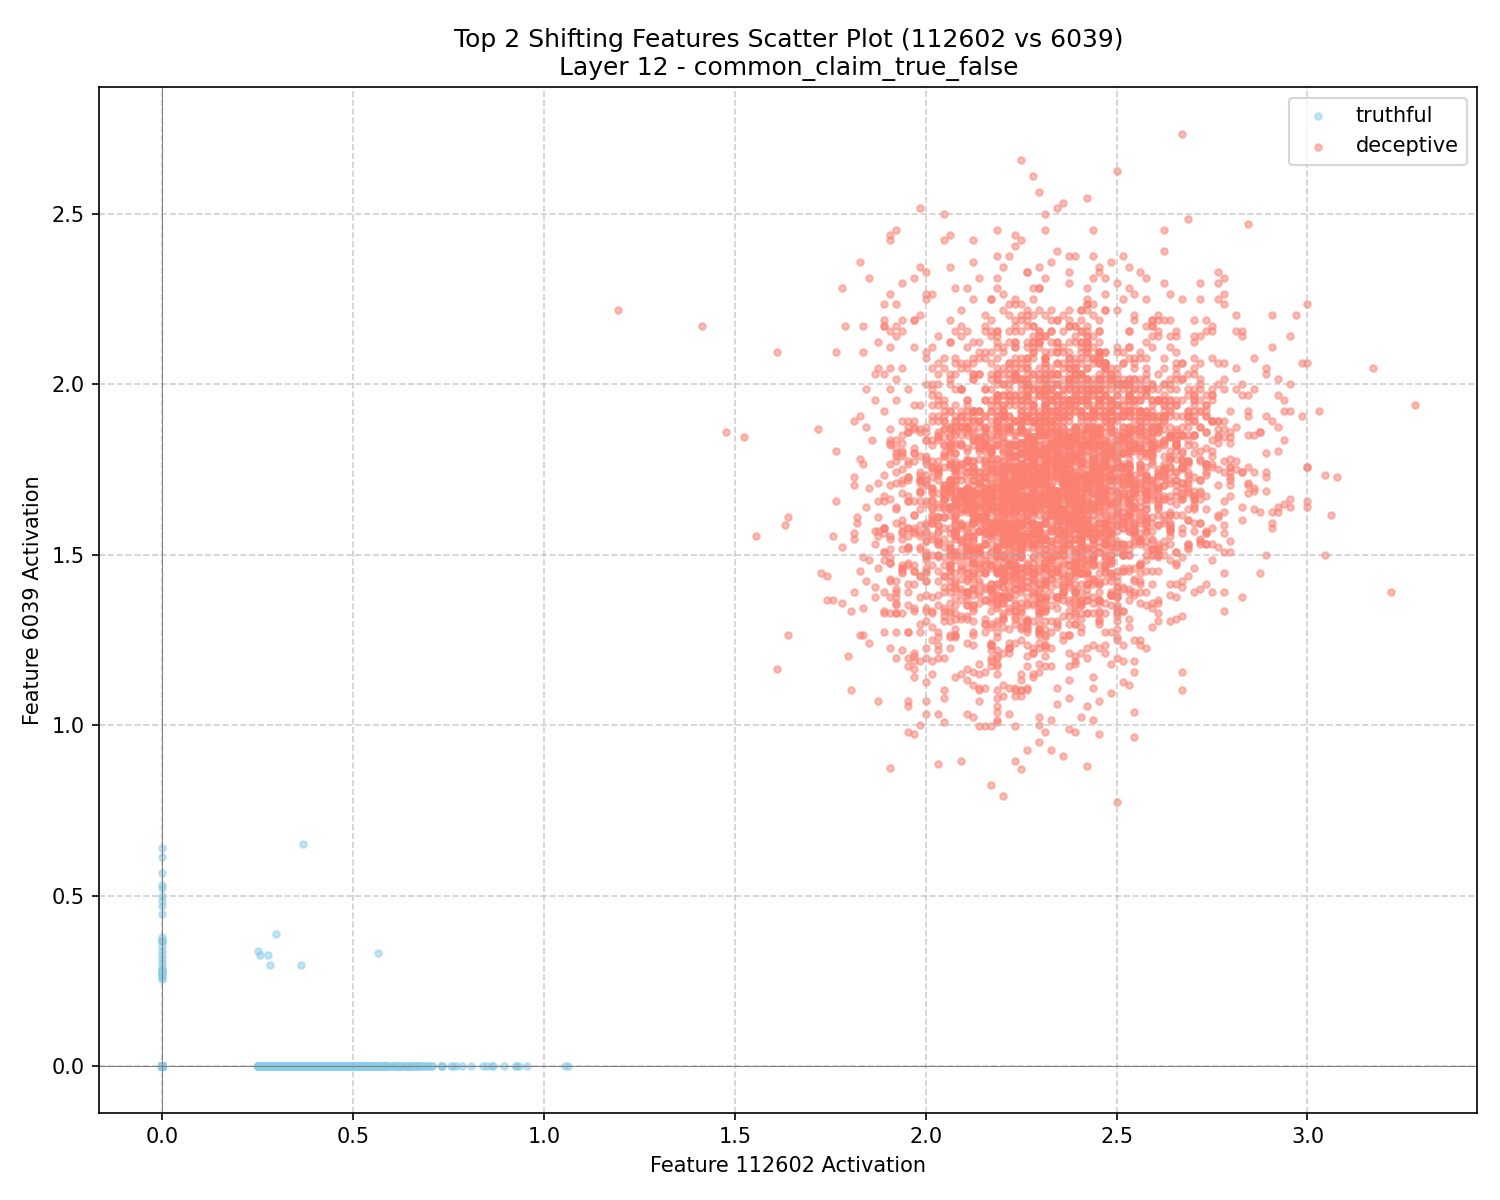 Top 2 Shifting Features Scatter Plot (112602 vs 6039)
Layer 12 - common_claim_true_false
truthful
deceptive
Feature 6039 Activation
2.5
2.0
1.5
1.0
0.5
0.0
0.0 0.5 1.0 1.5 2.0 2.5 3.0
Feature 112602 Activation